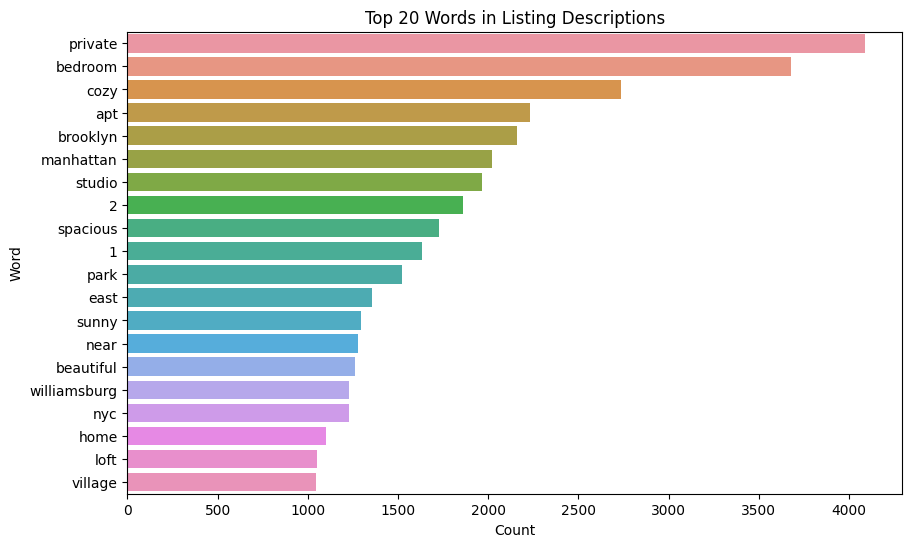 Top 20 Words in Listing Descriptions
Word
private
bedroom
cozy
apt
brooklyn
manhattan
studio
2
spacious
1
park
east
sunny
near
beautiful
williamsburg
nyc
home
loft
village
0 500 1000 1500 2000 2500 3000 3500 4000
Count